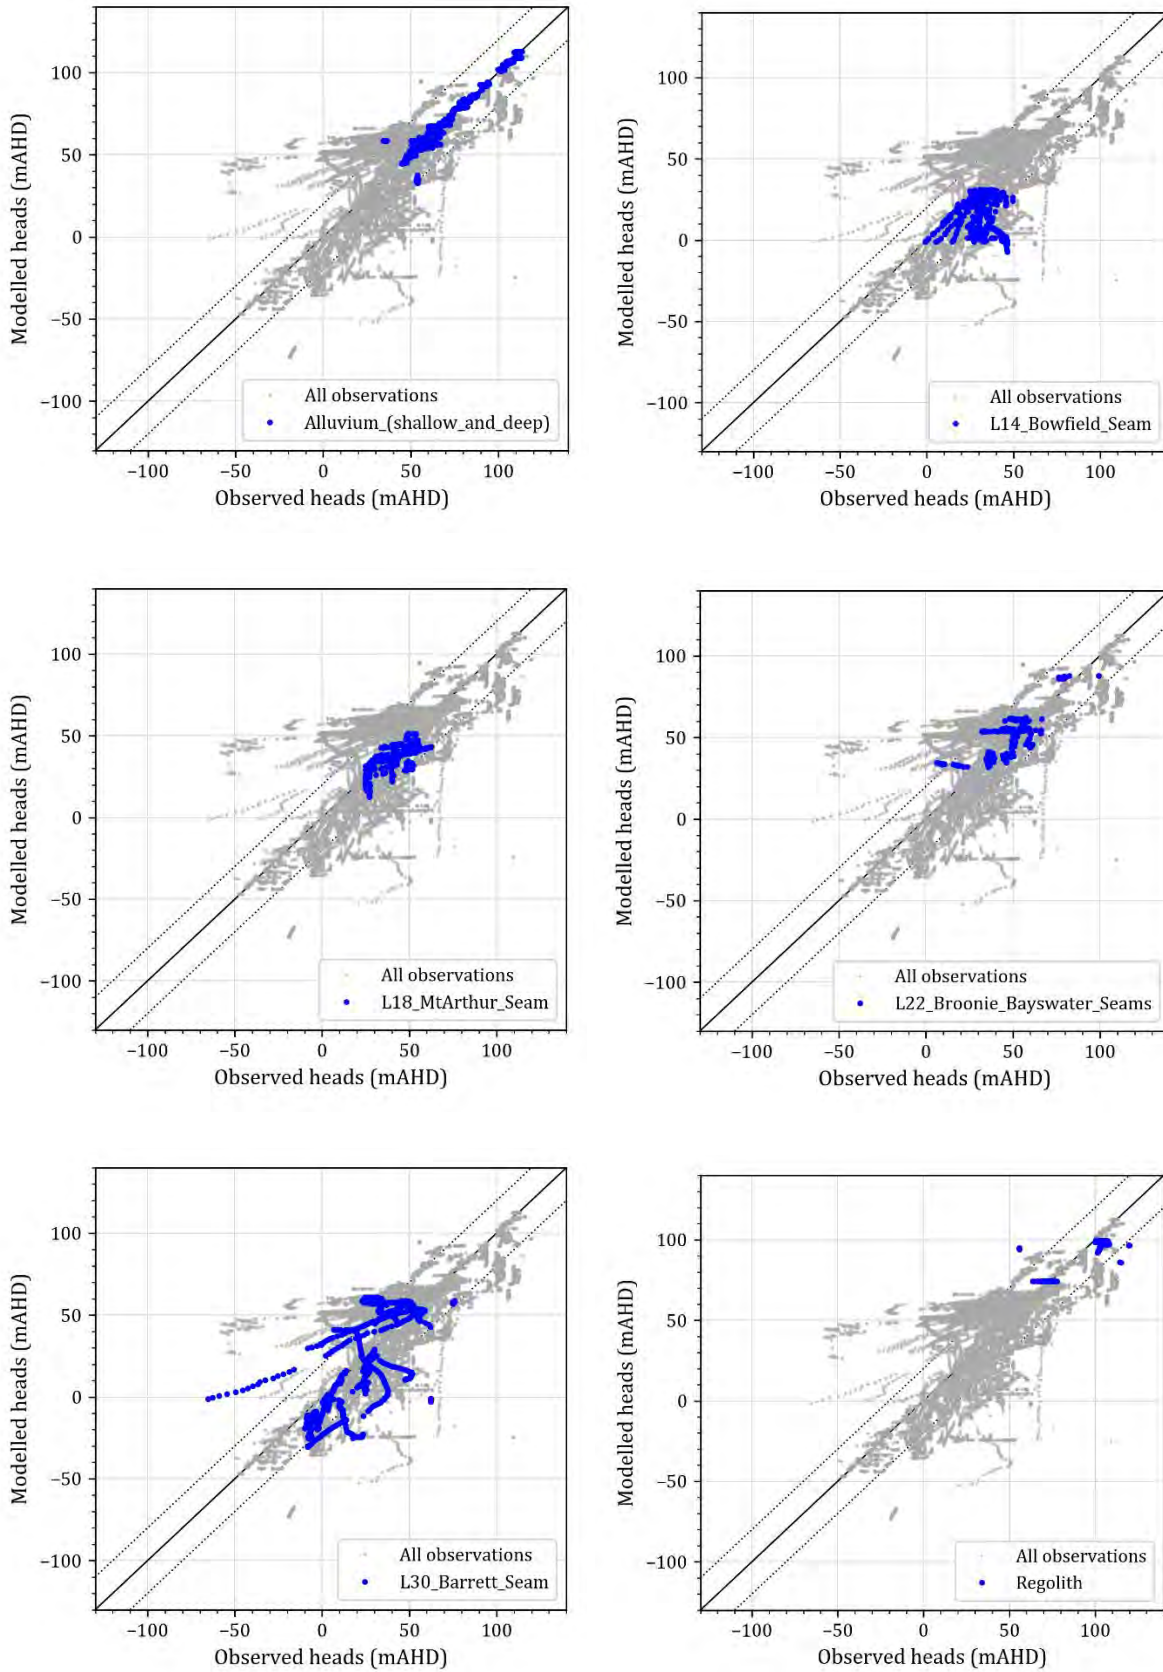 Modelled heads (mAHD)
100
50
0
−50
−100
All observations
Alluvium_(shallow_and_deep)
−100 −50 0 50 100
Observed heads (mAHD)
Modelled heads (mAHD)
100
50
0
−50
−100
All observations
L14_Bowfield_Seam
−100 −50 0 50 100
Observed heads (mAHD)
Modelled heads (mAHD)
100
50
0
−50
−100
All observations
L18_MtArthur_Seam
−100 −50 0 50 100
Observed heads (mAHD)
Modelled heads (mAHD)
100
50
0
−50
−100
All observations
L22_Broonie_Bayswater_Seams
−100 −50 0 50 100
Observed heads (mAHD)
Modelled heads (mAHD)
100
50
0
−50
−100
All observations
L30_Barrett_Seam
−100 −50 0 50 100
Observed heads (mAHD)
Modelled heads (mAHD)
100
50
0
−50
−100
All observations
Regolith
−100 −50 0 50 100
Observed heads (mAHD)